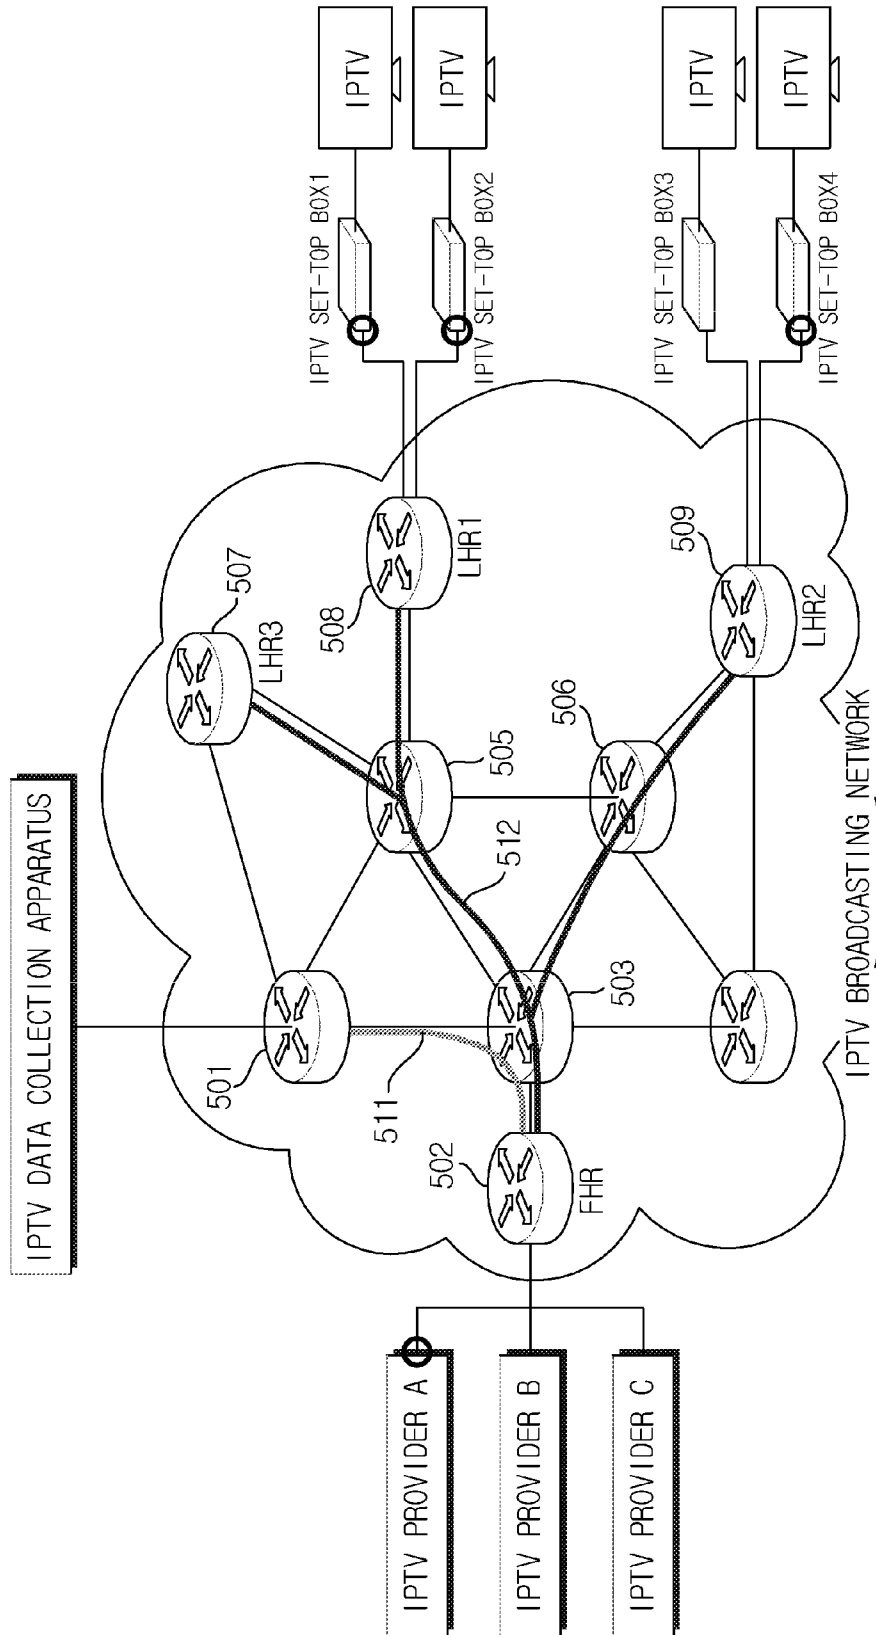 IPTV DATA COLLECTION APPARATUS
IPTV PROVIDER A
IPTV PROVIDER B
IPTV PROVIDER C
501
502
FHR
511
503
512
505
506
507
LHR3
508
LHR1
509
LHR2
IPTV BROADCASTING NETWORK
IPTV SET-TOP BOX1
IPTV SET-TOP BOX2
IPTV SET-TOP BOX3
IPTV SET-TOP BOX4
IPTV
IPTV
IPTV
IPTV